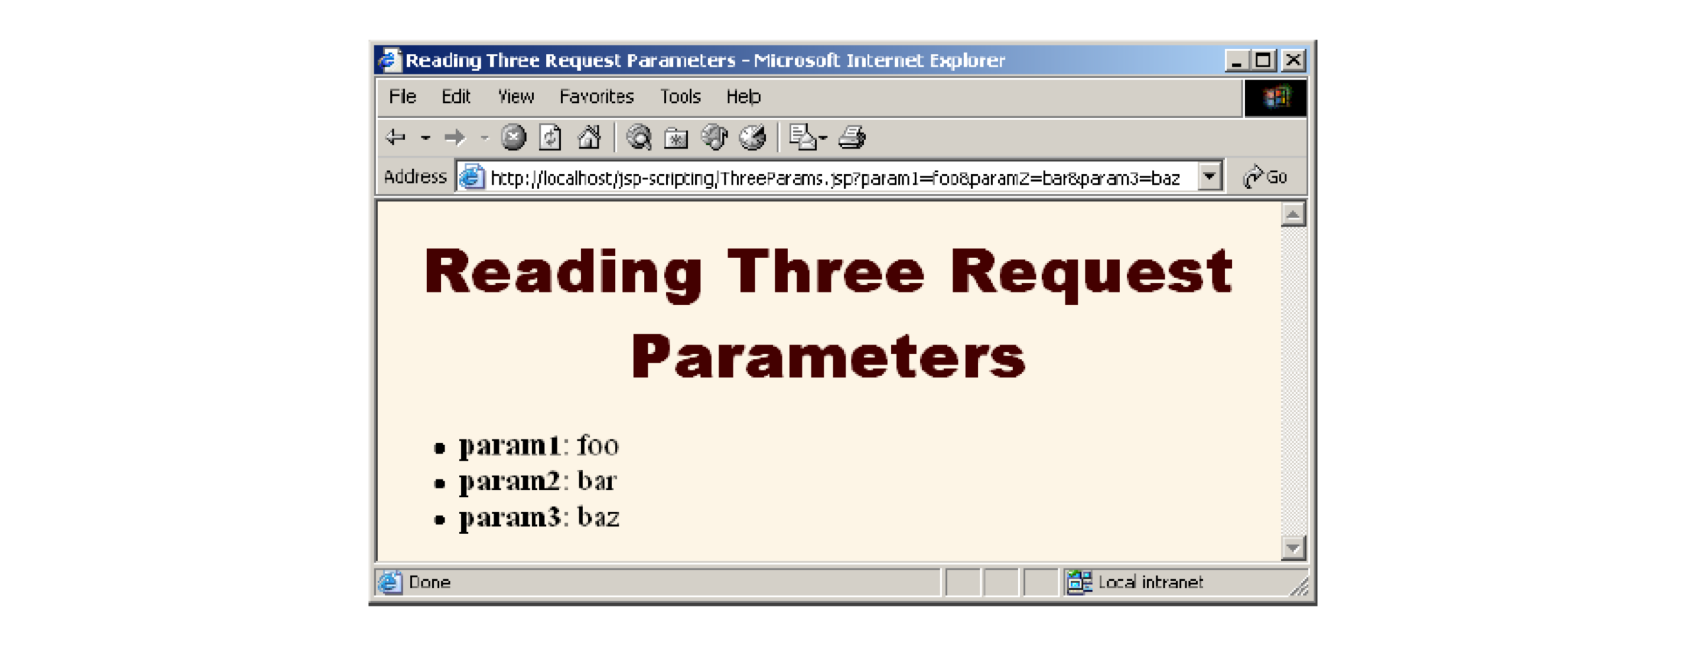 Reading Three Request Parameters - Microsoft Internet Explorer
File Edit View Favorites Tools Help
Address http://localhost/jsp-scripting/ThreeParams.jsp?param1=foo&param2=bar&param3=baz Go
Reading Three Request
Parameters
• param1: foo
• param2: bar
• param3: baz
Done Local intranet